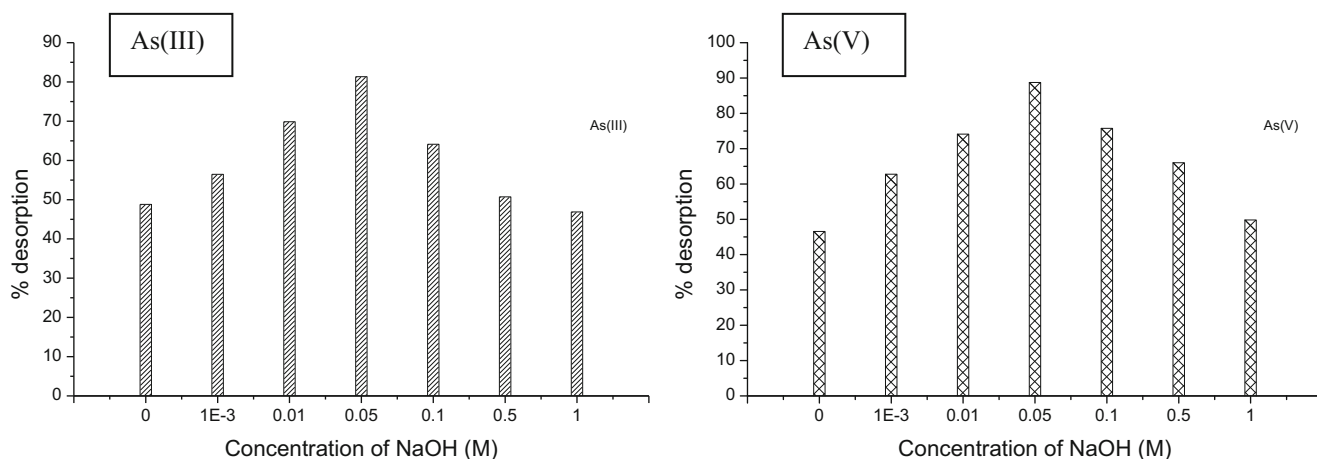 As(III)
90
80
70
60
50
40
30
20
10
0
% desorption
As(III)
0 1E-3 0.01 0.05 0.1 0.5 1
Concentration of NaOH (M)
As(V)
100
90
80
70
60
50
40
30
20
10
0
% desorption
As(V)
0 1E-3 0.01 0.05 0.1 0.5 1
Concentration of NaOH (M)